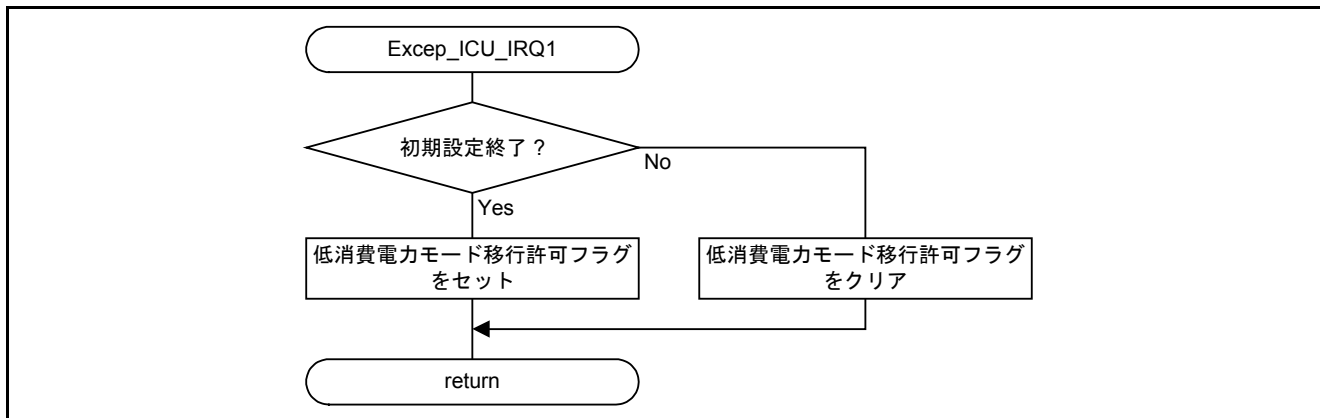 Excep_ICU_IRQ1
初期設定終了?
No
Yes
低消費電力モード移行許可フラグ
をセット
低消費電力モード移行許可フラグ
をクリア
return